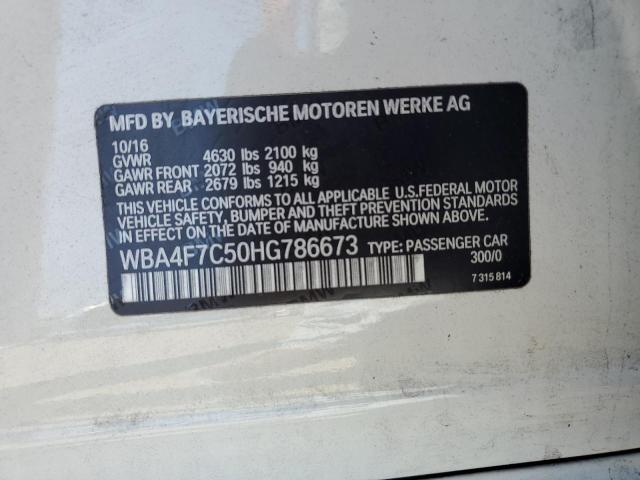 MFD BY BAYERISCHE MOTOREN WERKE AG
10/16
GVWR 4630 lbs 2100 kg
GAWR FRONT 2072 lbs 940 kg
GAWR REAR 2679 lbs 1215 kg
THIS VEHICLE CONFORMS TO ALL APPLICABLE U.S.FEDERAL MOTOR
VEHICLE SAFETY, BUMPER AND THEFT PREVENTION STANDARDS
IN EFFECT ON THE DATE OF MANUFACTURE SHOWN ABOVE.
WBA4F7C50HG786673 TYPE: PASSENGER CAR
300/0
7 315 814